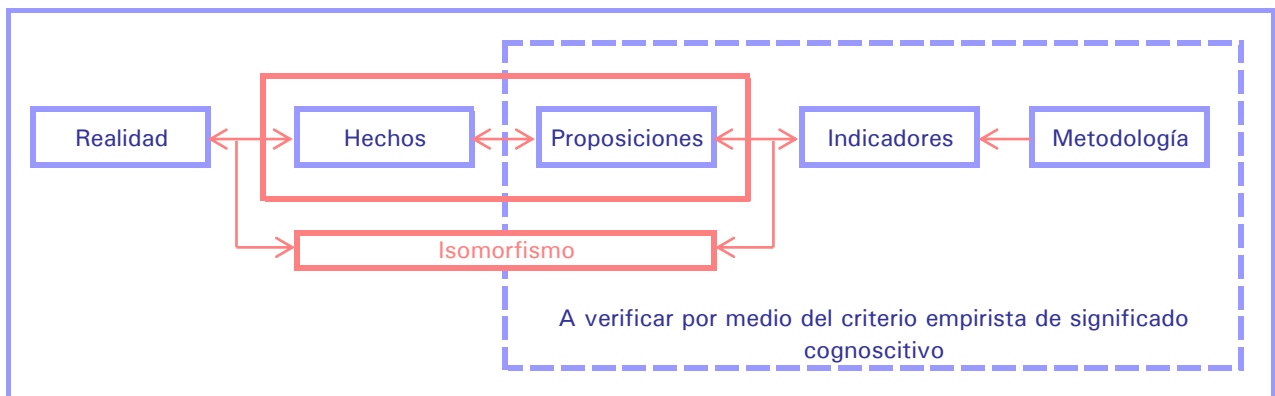 Realidad
Hechos
Proposiciones
Indicadores
Metodología
Isomorfismo
A verificar por medio del criterio empirista de significado
cognoscitivo